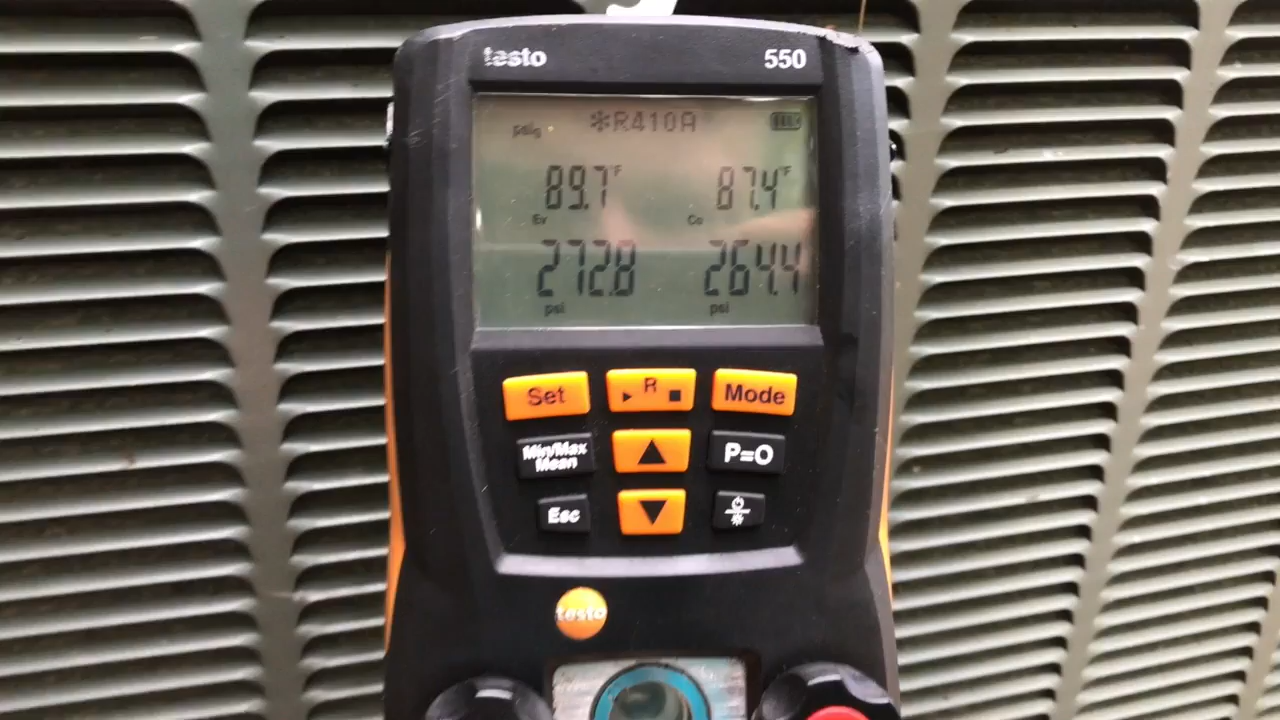 testo 550
psig *R410A
89.7°F 87.4°F
Ev Co
272.8 264.4
psi psi
Set R Mode
Min/Max
Mean
P=O
Esc
testo